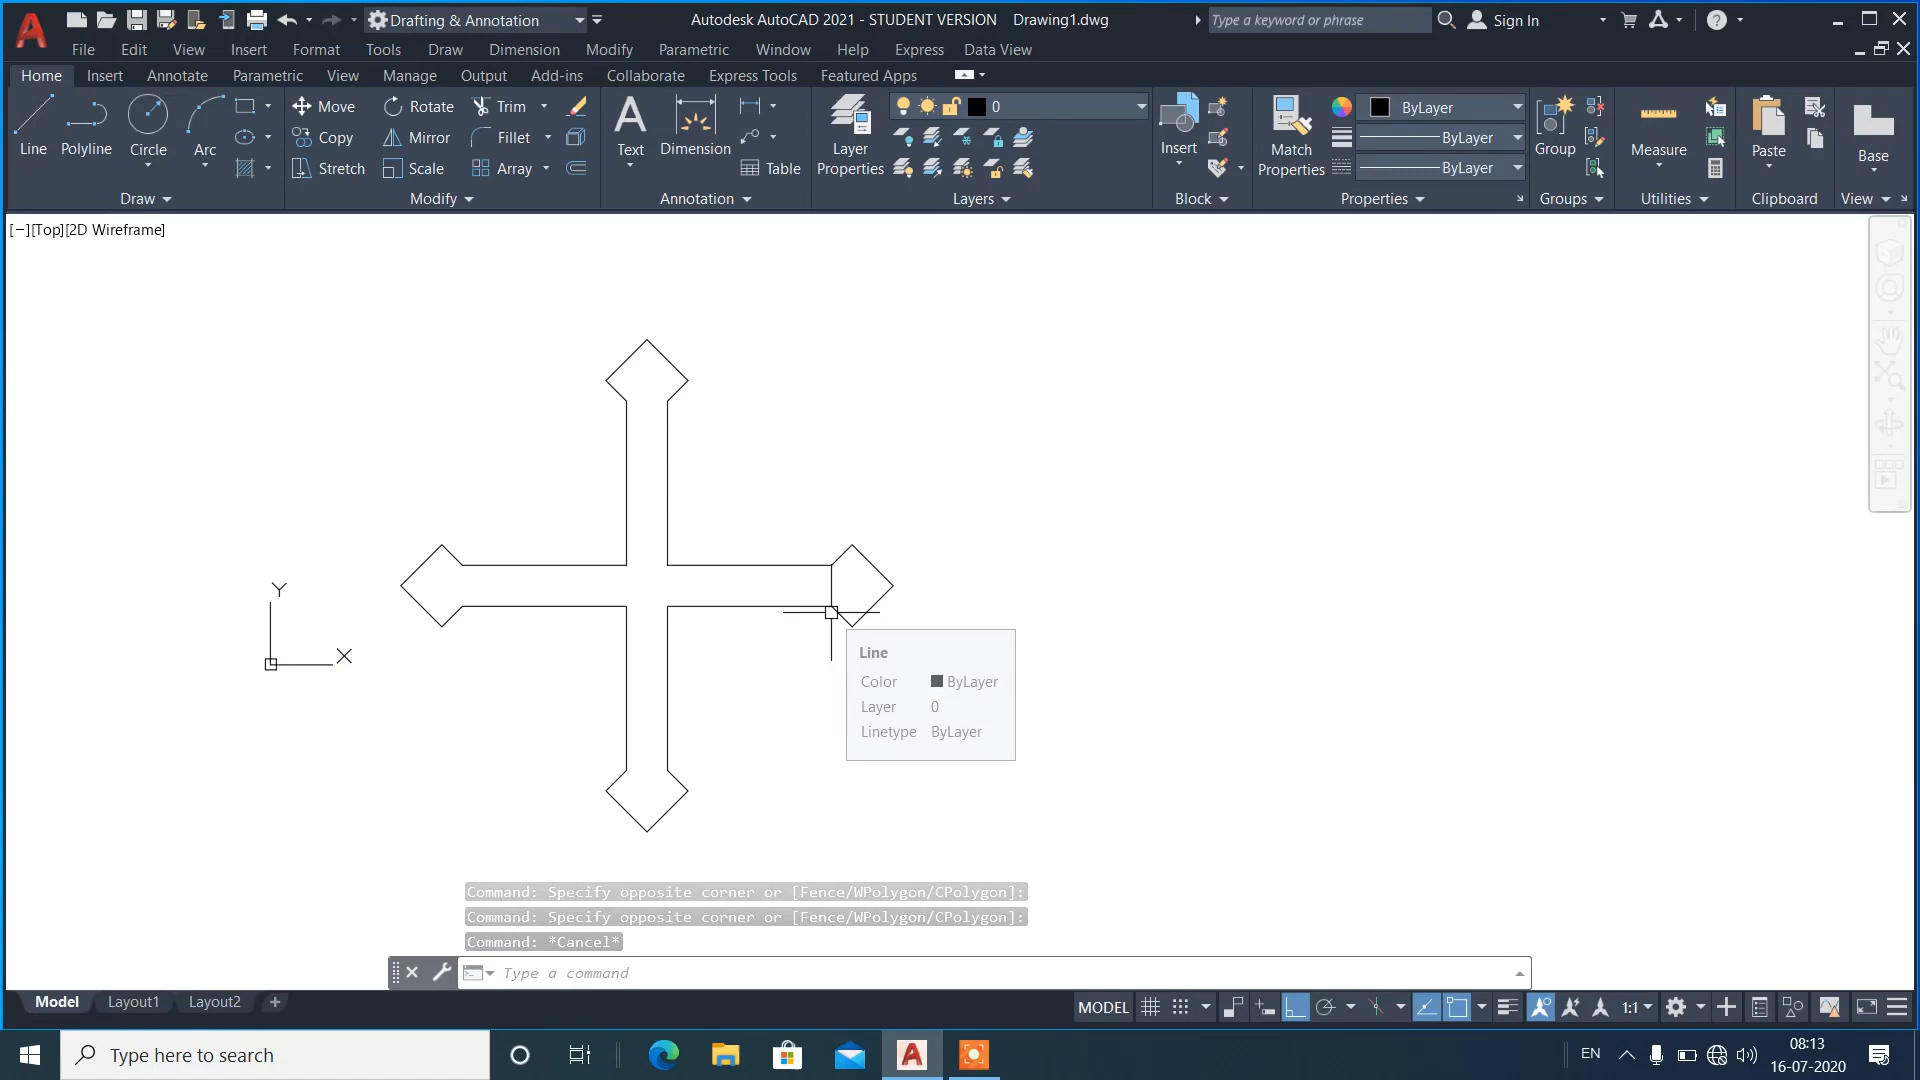 Drafting & Annotation
Autodesk AutoCAD 2021 - STUDENT VERSION Drawing1.dwg
Type a keyword or phrase
Sign In
File Edit View Insert Format Tools Draw Dimension Modify Parametric Window Help Express Data View
Home Insert Annotate Parametric View Manage Output Add-ins Collaborate Express Tools Featured Apps
Line
Polyline
Circle
Arc
Draw
Move
Rotate
Trim
Copy
Mirror
Fillet
Stretch
Scale
Array
Modify
Text
Dimension
Table
Annotation
Layer
Properties
0
Layers
Insert
Block
Match
Properties
ByLayer
ByLayer
ByLayer
Properties
Group
Groups
Measure
Utilities
Paste
Clipboard
Base
View
[−][Top][2D Wireframe]
Y
X
Line
Color ByLayer
Layer 0
Linetype ByLayer
Command: Specify opposite corner or [Fence/WPolygon/CPolygon]:
Command: Specify opposite corner or [Fence/WPolygon/CPolygon]:
Command: *Cancel*
Type a command
Model Layout1 Layout2
MODEL
1:1
Type here to search
EN
08:13
16-07-2020